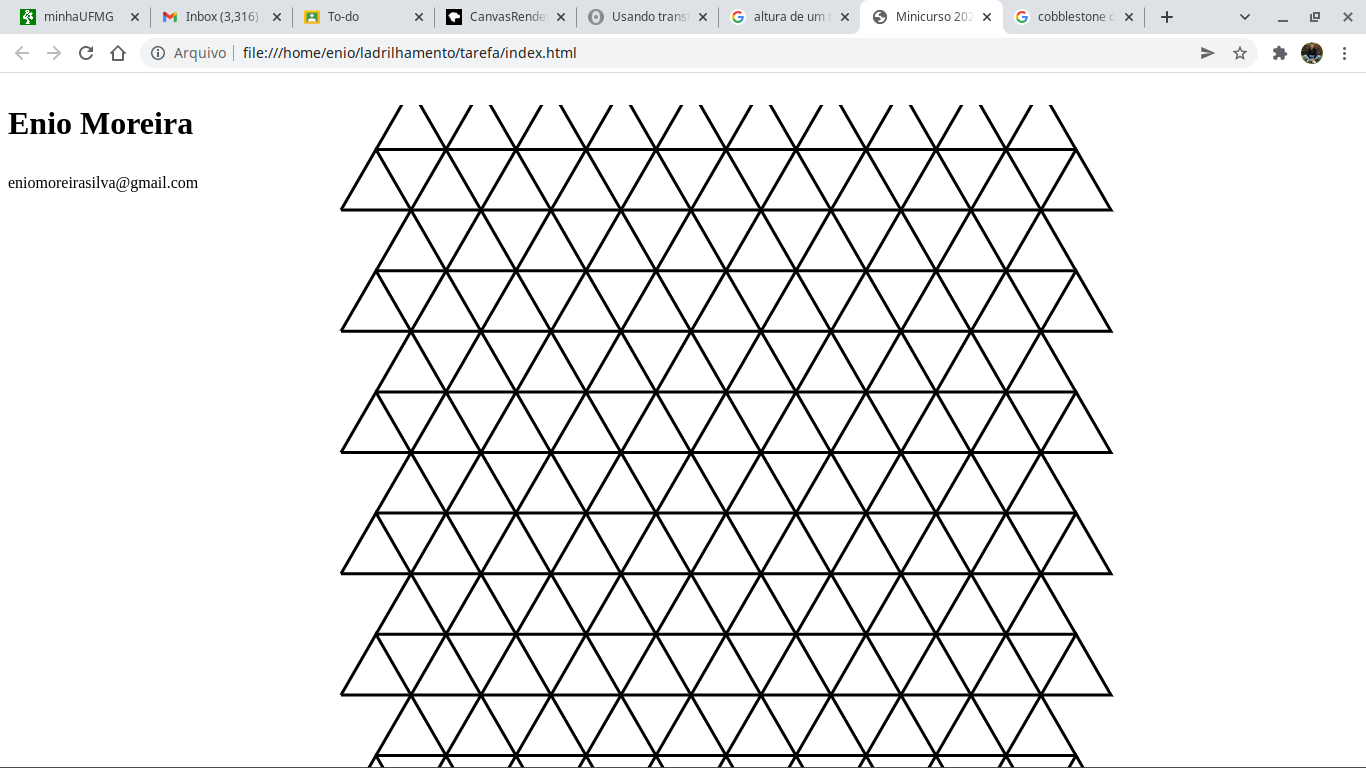 minhaUFMG
Inbox (3,316)
To-do
CanvasRende
Usando trans
altura de um
Minicurso 202
cobblestone c
Arquivo
file:///home/enio/ladrilhamento/tarefa/index.html
Enio Moreira
eniomoreirasilva@gmail.com